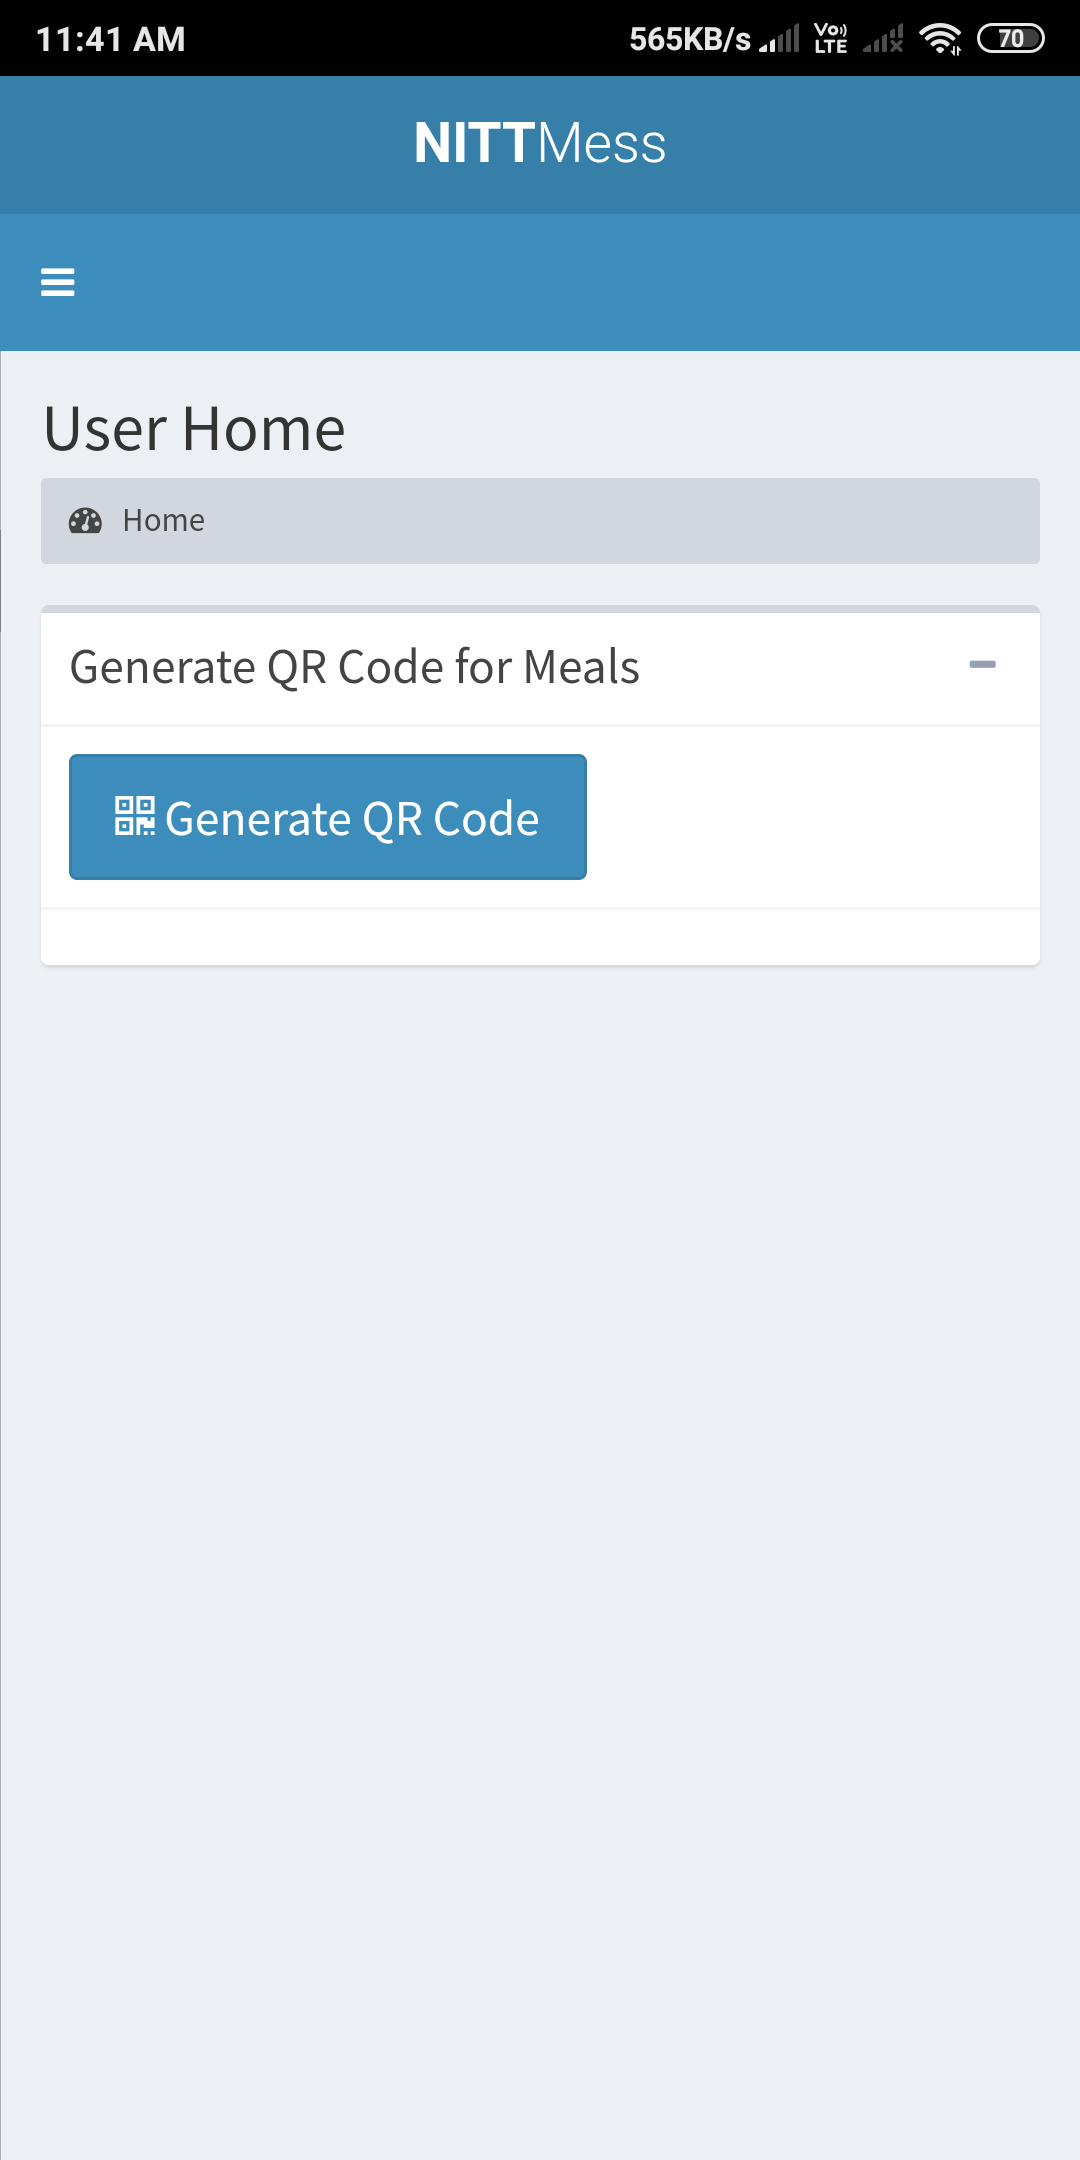 11:41 AM 565KB/s Vo LTE 70
NITTMess
User Home
Home
Generate QR Code for Meals
Generate QR Code